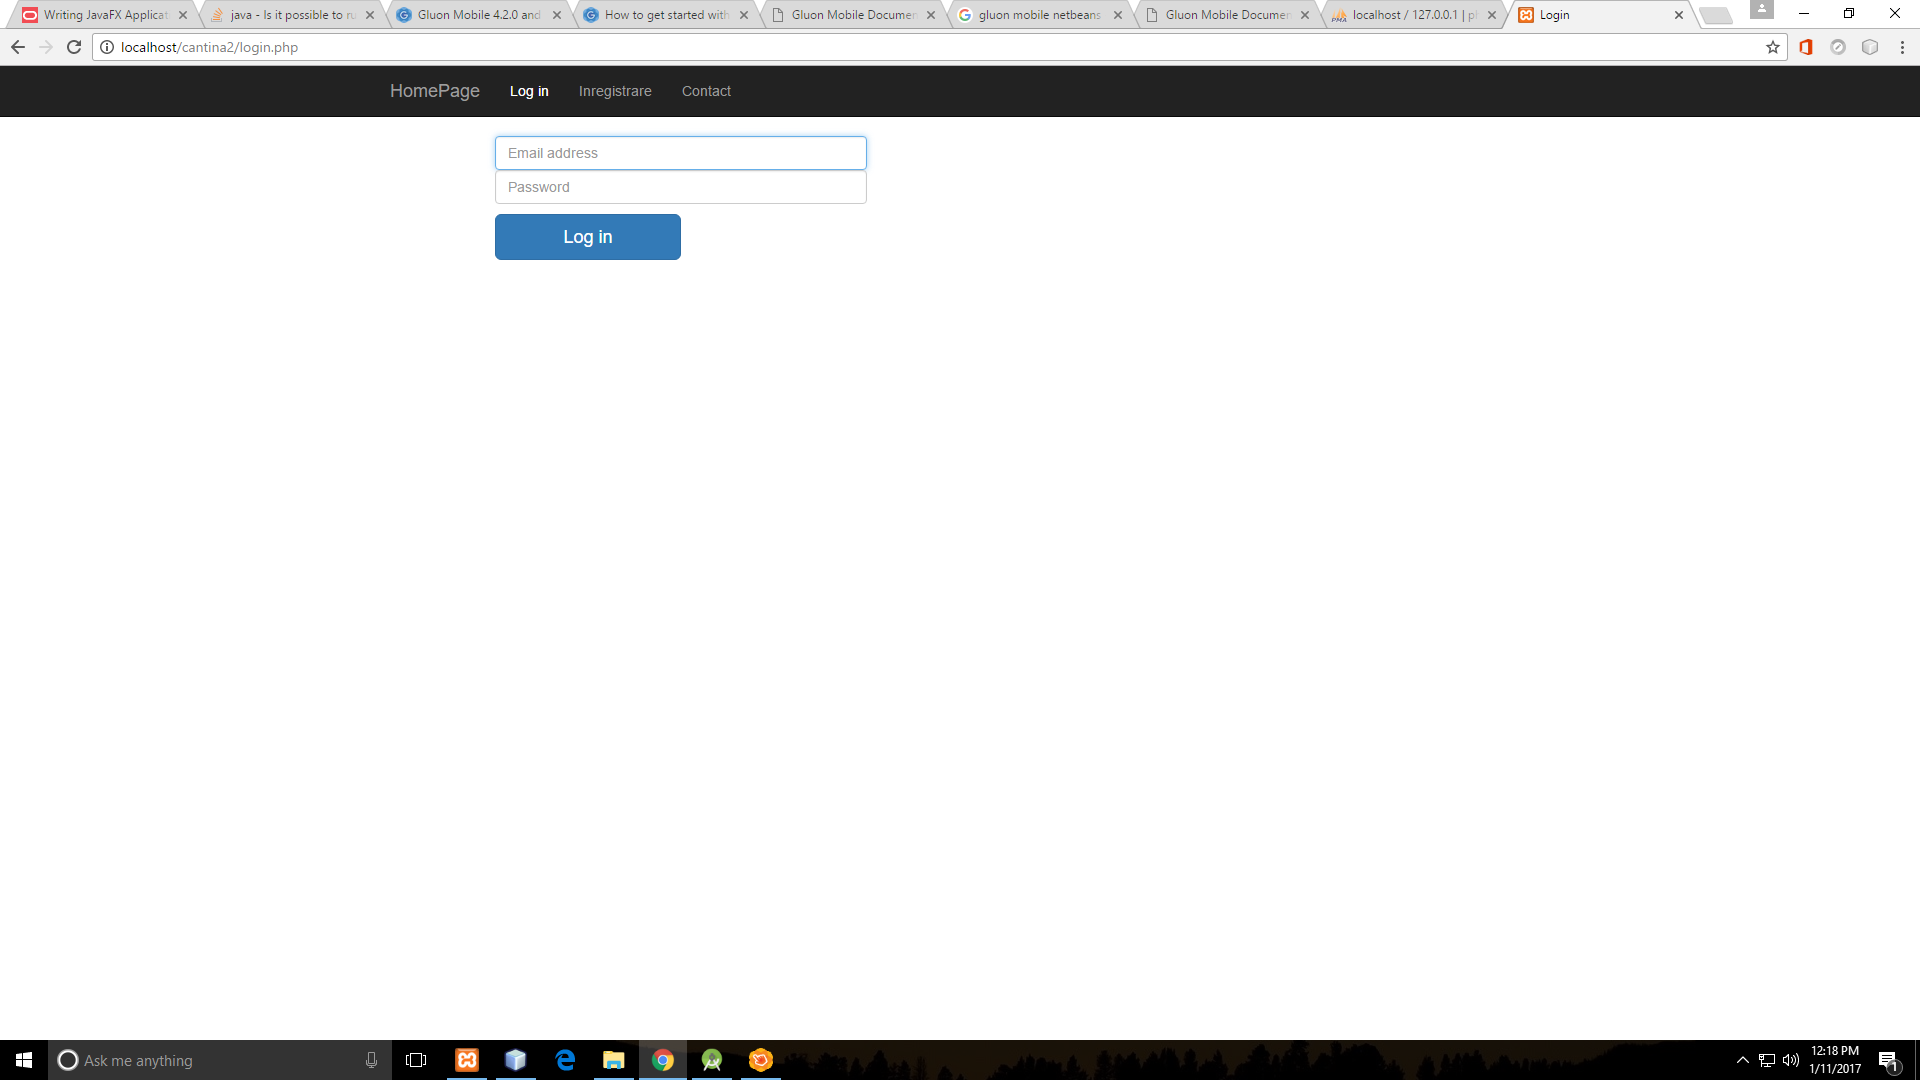 Writing JavaFX Applicat
java - Is it possible to ru
Gluon Mobile 4.2.0 and
How to get started with
Gluon Mobile Documen
gluon mobile netbeans
Gluon Mobile Documen
localhost / 127.0.0.1 | ph
Login
localhost/cantina2/login.php
HomePage
Log in
Inregistrare
Contact
Email address
Password
Log in
Ask me anything
12:18 PM
1/11/2017
1